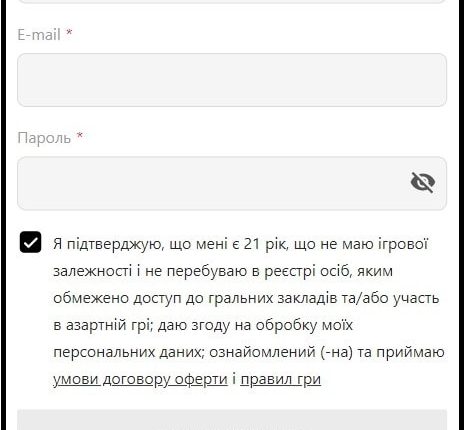 E-mail *
Пароль *
Я підтверджую, що мені є 21 рік, що не маю ігрової
залежності і не перебуваю в реєстрі осіб, яким
обмежено доступ до гральних закладів та/або участь
в азартній грі; даю згоду на обробку моїх
персональних даних; ознайомлений (-на) та приймаю
умови договору оферти і правил гри